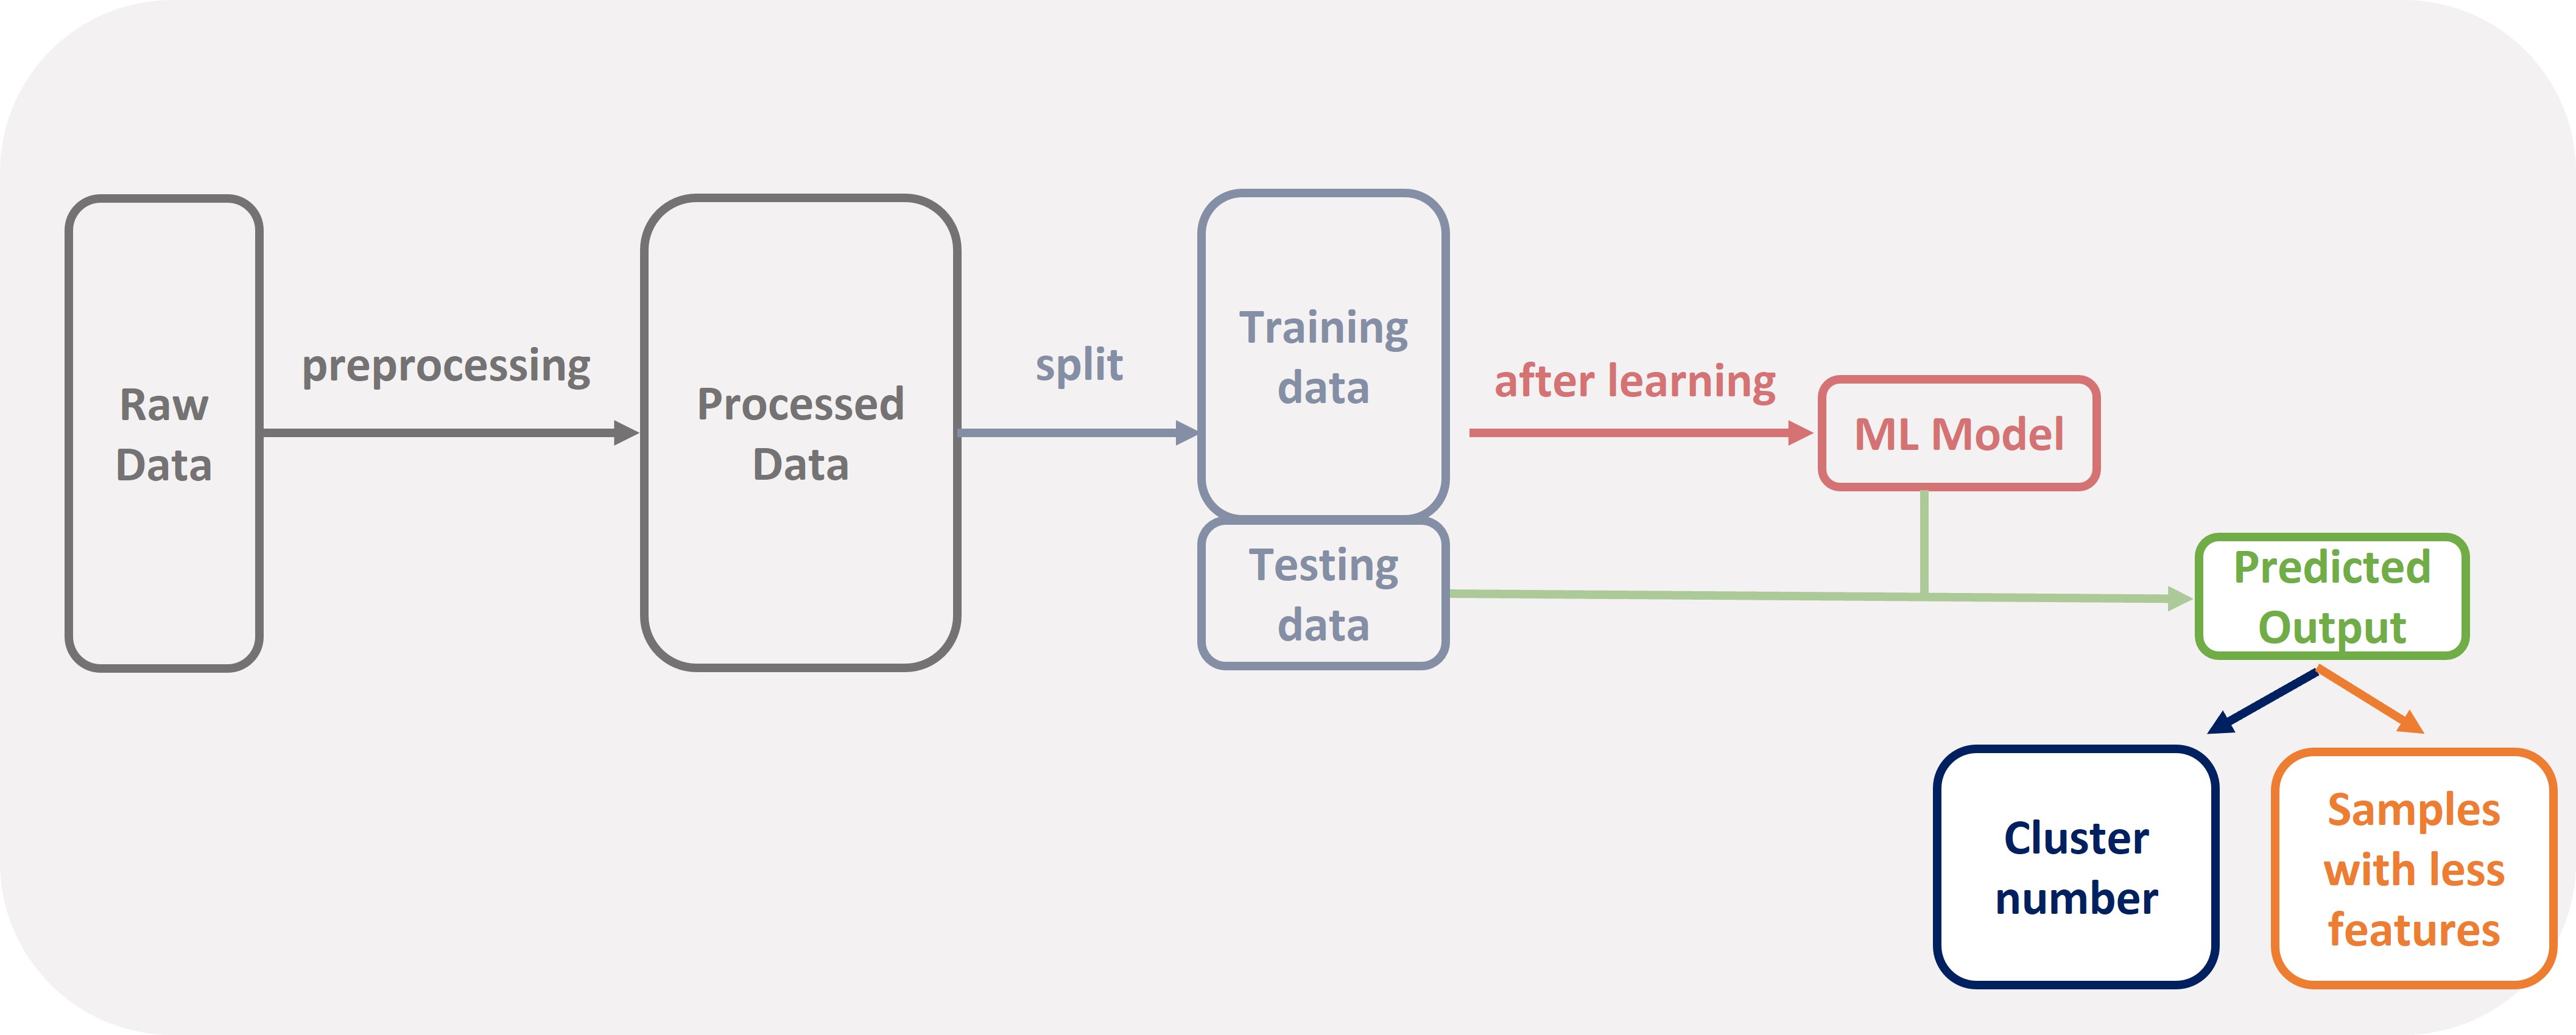 Raw
Data
preprocessing
Processed
Data
split
Training
data
Testing
data
after learning
ML Model
Predicted
Output
Cluster
number
Samples
with less
features